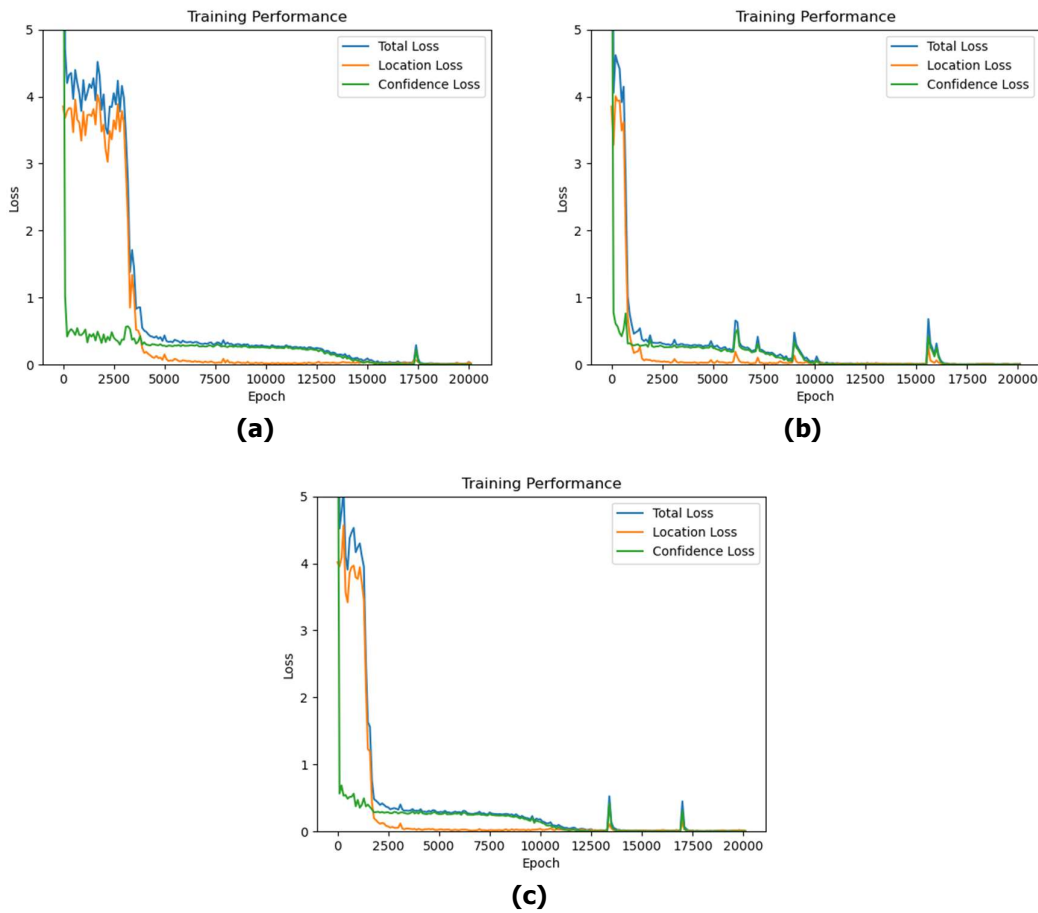 Training Performance
5
4
3
2
1
0
Loss
Total Loss
Location Loss
Confidence Loss
0 2500 5000 7500 10000 12500 15000 17500 20000
Epoch
(a)
Training Performance
5
4
3
2
1
0
Loss
Total Loss
Location Loss
Confidence Loss
0 2500 5000 7500 10000 12500 15000 17500 20000
Epoch
(b)
Training Performance
5
4
3
2
1
0
Loss
Total Loss
Location Loss
Confidence Loss
0 2500 5000 7500 10000 12500 15000 17500 20000
Epoch
(c)